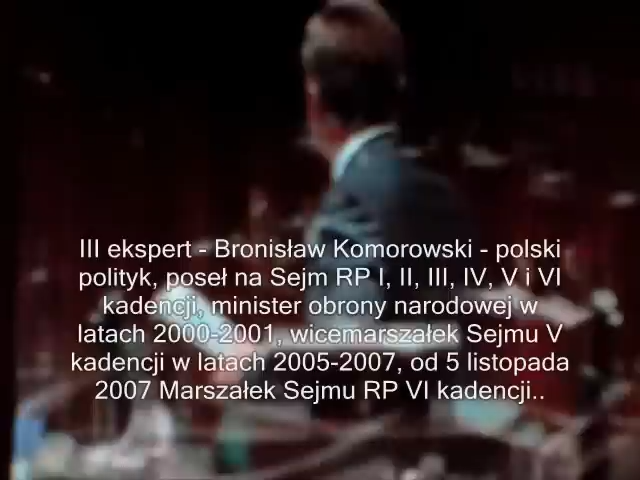 III ekspert - Bronisław Komorowski - polski
polityk, poseł na Sejm RP I, II, III, IV, V i VI
kadencji, minister obrony narodowej w
latach 2000-2001, wicemarszałek Sejmu V
kadencji w latach 2005-2007, od 5 listopada
2007 Marszałek Sejmu RP VI kadencji..